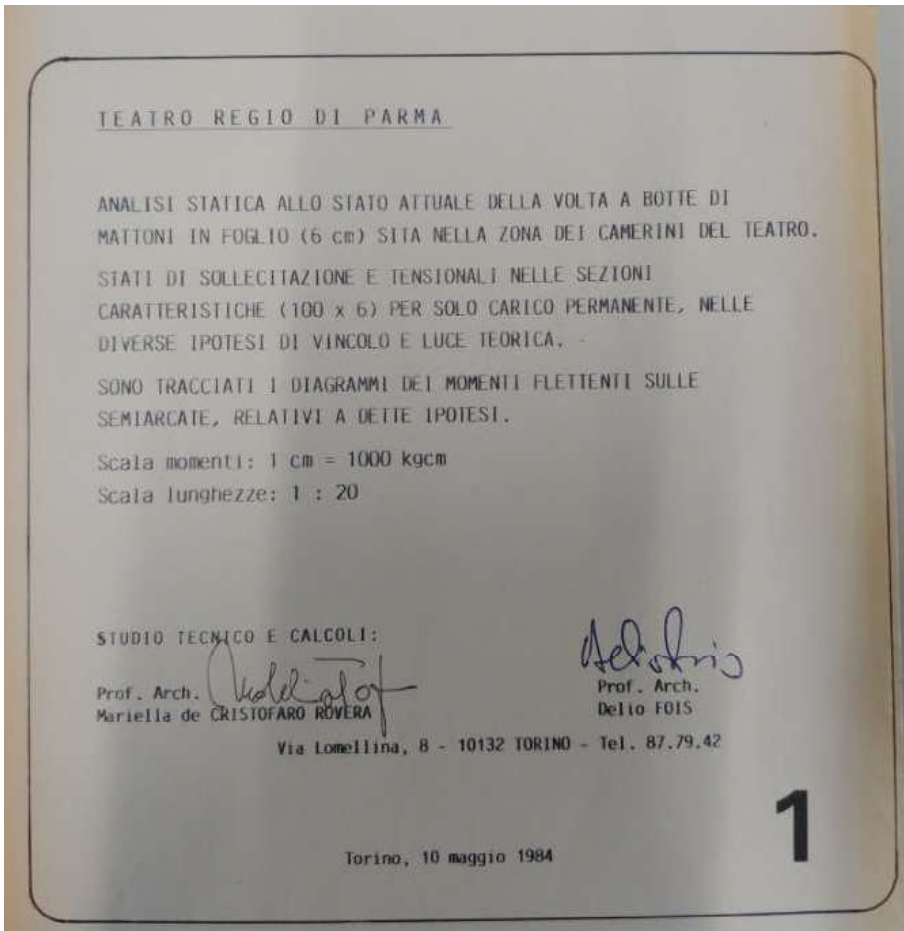 TEATRO REGIO DI PARMA
ANALISI STATICA ALLO STATO ATTUALE DELLA VOLTA A BOTTE DI
MATTONI IN FOGLIO (6 cm) SITA NELLA ZONA DEI CAMERINI DEL TEATRO.
STATI DI SOLLECITAZIONE E TENSIONALI NELLE SEZIONI
CARATTERISTICHE (100 x 6) PER SOLO CARICO PERMANENTE, NELLE
DIVERSE IPOTESI DI VINCOLO E LUCE TEORICA.
SONO TRACCIATI I DIAGRAMMI DEI MOMENTI FLETTENTI SULLE
SEMIARCATE, RELATIVI A DETTE IPOTESI.
Scala momenti: 1 cm = 1000 kgcm
Scala lunghezze: 1 : 20
STUDIO TECNICO E CALCOLI:
Prof. Arch.
Mariella de CRISTOFARO ROVERA
Prof. Arch.
Delio FOIS
Via Lomellina, 8 - 10132 TORINO - Tel. 87.79.42
1
Torino, 10 maggio 1984